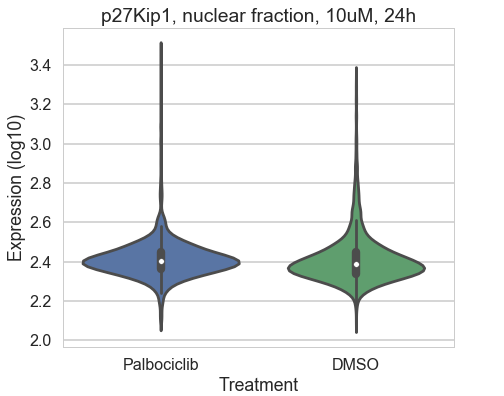 p27Kip1, nuclear fraction, 10uM, 24h
Expression (log10)
3.4
3.2
3.0
2.8
2.6
2.4
2.2
2.0
Palbociclib DMSO
Treatment